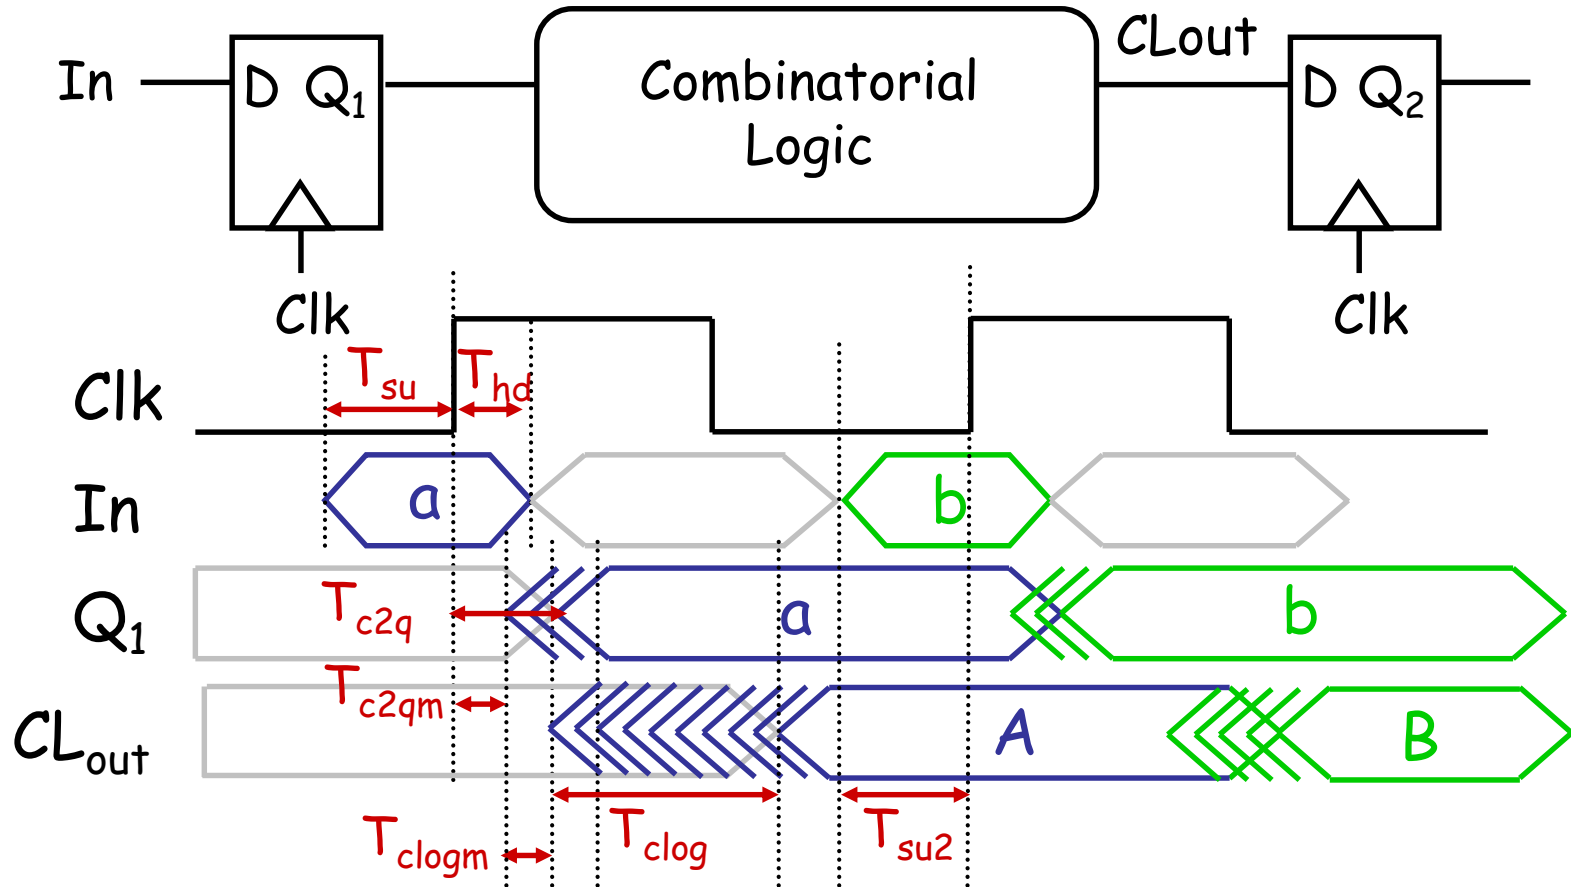 CLout
In D Q1 Combinatorial Logic D Q2
Clk Clk
Clk Tsu Thd
In a b
Q1 Tc2q a b
Tc2qm
CLout A B
Tclogm Tclog Tsu2